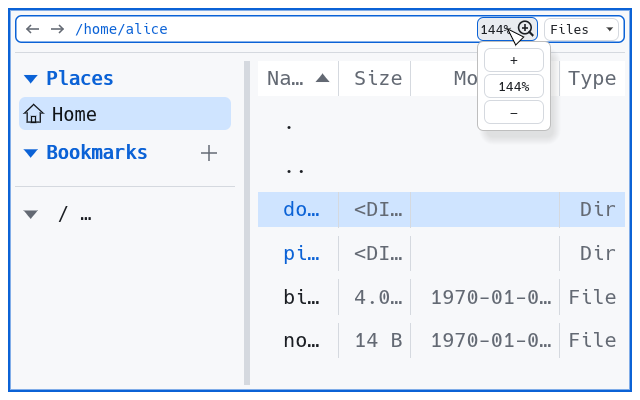 /home/alice 144% Files
+
144%
−
Places
Home
Bookmarks
/ …
Na… Size Mo Type
.
..
do… <DI… Dir
pi… <DI… Dir
bi… 4.0… 1970-01-0… File
no… 14 B 1970-01-0… File